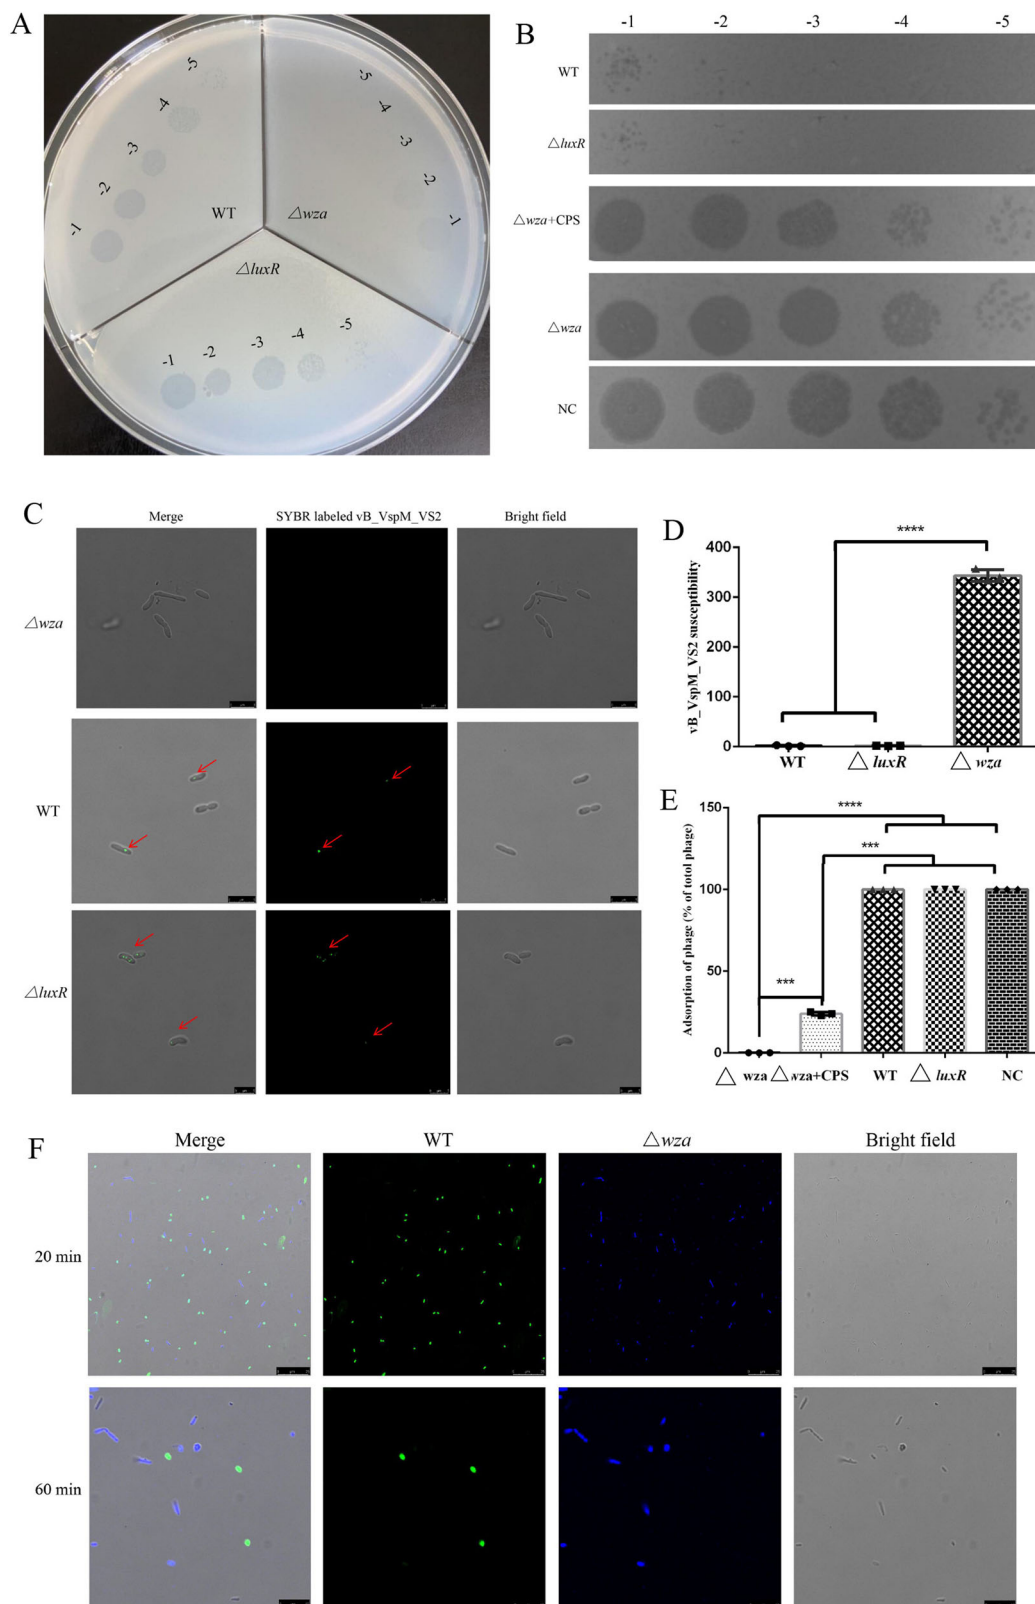 A
-5
-4
-3
-2
-1
WT
-5
-4
-3
-2
-1
△wza
△luxR
-1
-2
-3
-4
-5
B
-1 -2 -3 -4 -5
WT
△luxR
△wza+CPS
△wza
NC
C
Merge SYBR labeled vB_VspM_VS2 Bright field
△wza
WT
△luxR
D
vB_VspM_VS2 susceptibility
400
300
200
100
0
****
WT △ luxR △ wza
E
Adsorption of phage (% of totol phage)
150
100
50
0
****
***
***
△ wza △wza+CPS WT △ luxR NC
F
Merge WT △wza Bright field
20 min
60 min